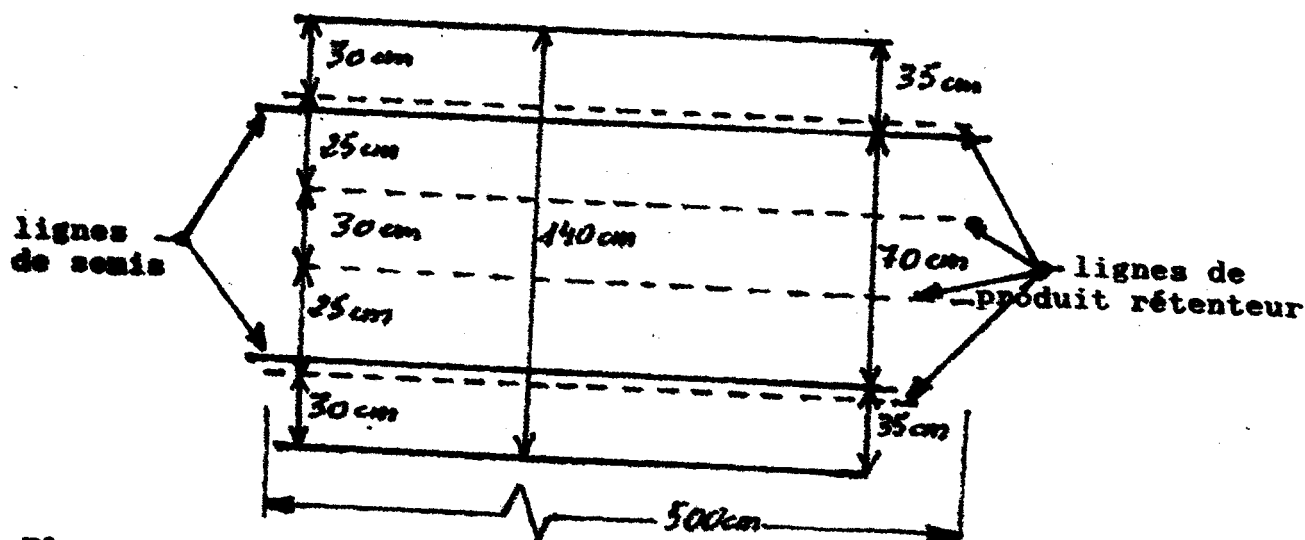 30 cm
35 cm
25 cm
lignes
de semis
30 cm
140 cm
70 cm
lignes de
produit rétenteur
25 cm
30 cm
35 cm
500 cm